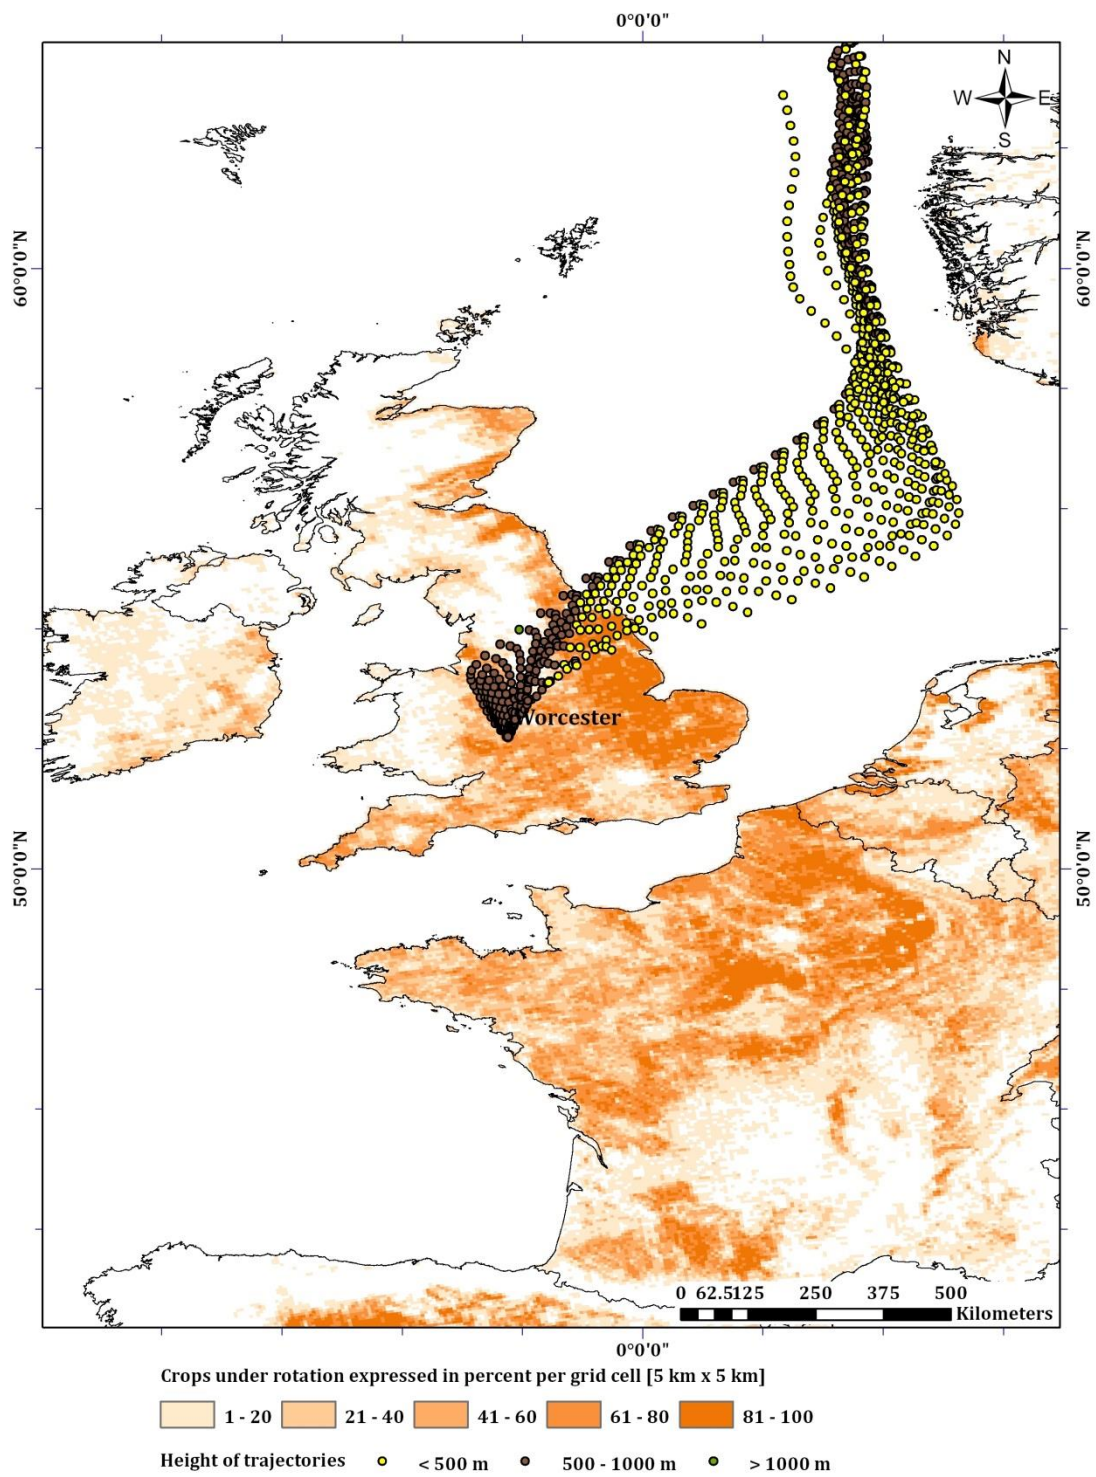 0°0'0"
N
W E
S
60°0'0"N
60°0'0"N
Worcester
50°0'0"N
50°0'0"N
0 62.5125 250 375 500
Kilometers
0°0'0"
Crops under rotation expressed in percent per grid cell [5 km x 5 km]
1 - 20 21 - 40 41 - 60 61 - 80 81 - 100
Height of trajectories < 500 m 500 - 1000 m > 1000 m